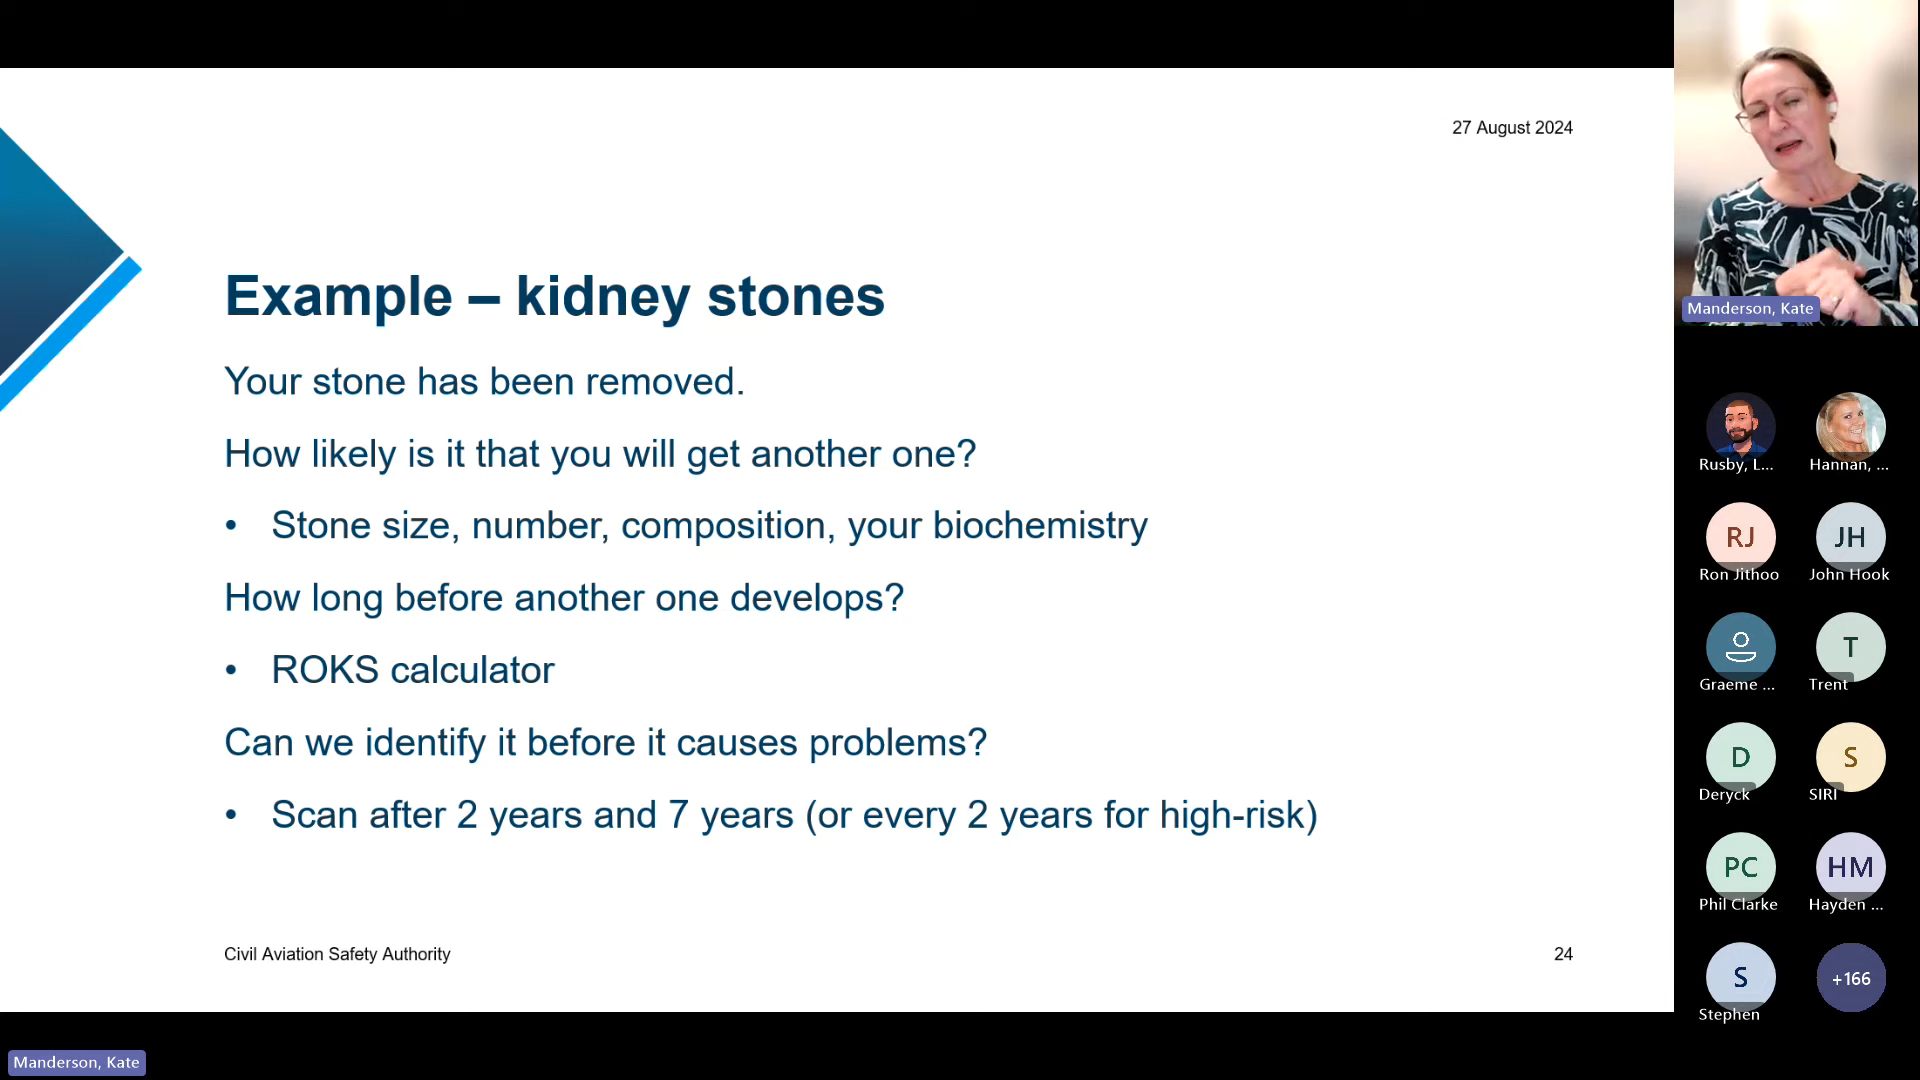 27 August 2024
Example – kidney stones
Your stone has been removed.
How likely is it that you will get another one?
• Stone size, number, composition, your biochemistry
How long before another one develops?
• ROKS calculator
Can we identify it before it causes problems?
• Scan after 2 years and 7 years (or every 2 years for high-risk)
Civil Aviation Safety Authority
24
Manderson, Kate
Rusby, L...
Hannan, ...
RJ
JH
Ron Jithoo
John Hook
T
Graeme ...
Trent
D
S
Deryck
SIRI
PC
HM
Phil Clarke
Hayden ...
S
+166
Stephen
Manderson, Kate